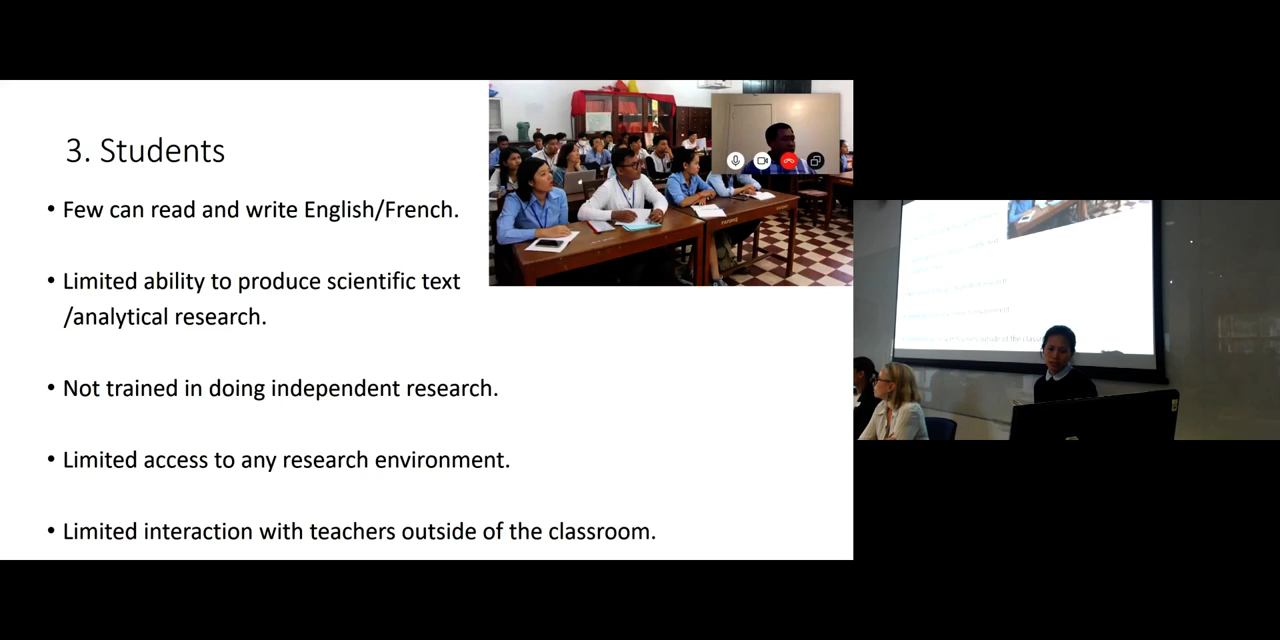 3. Students
• Few can read and write English/French.
• Limited ability to produce scientific text
/analytical research.
• Not trained in doing independent research.
• Limited access to any research environment.
• Limited interaction with teachers outside of the classroom.